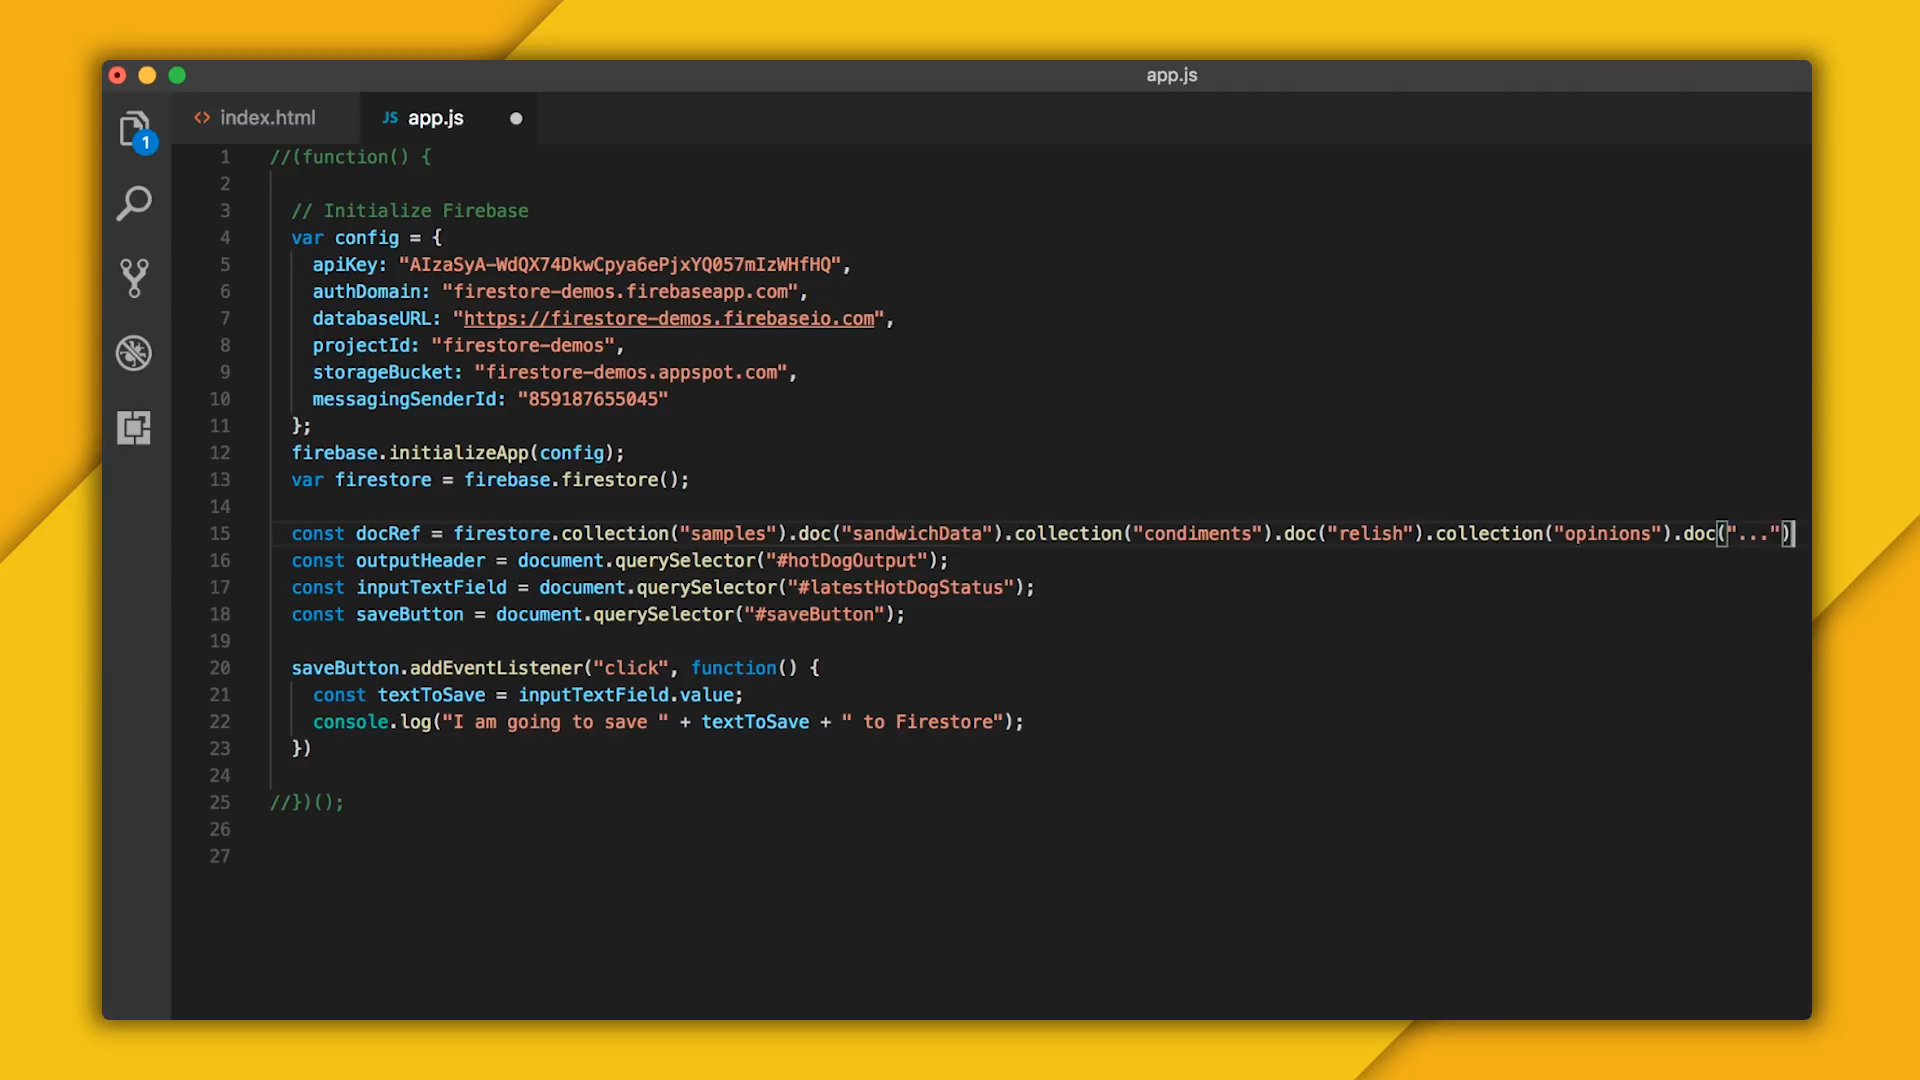 app.js
<> index.html JS app.js
1
1 //(function() {
2
3 // Initialize Firebase
4 var config = {
5 apiKey: "AIzaSyA-WdQX74DkwCpya6ePjxYQ057mIzWHfHQ",
6 authDomain: "firestore-demos.firebaseapp.com",
7 databaseURL: "https://firestore-demos.firebaseio.com",
8 projectId: "firestore-demos",
9 storageBucket: "firestore-demos.appspot.com",
10 messagingSenderId: "859187655045"
11 };
12 firebase.initializeApp(config);
13 var firestore = firebase.firestore();
14
15 const docRef = firestore.collection("samples").doc("sandwichData").collection("condiments").doc("relish").collection("opinions").doc("...")
16 const outputHeader = document.querySelector("#hotDogOutput");
17 const inputTextField = document.querySelector("#latestHotDogStatus");
18 const saveButton = document.querySelector("#saveButton");
19
20 saveButton.addEventListener("click", function() {
21 const textToSave = inputTextField.value;
22 console.log("I am going to save " + textToSave + " to Firestore");
23 })
24
25 //})();
26
27